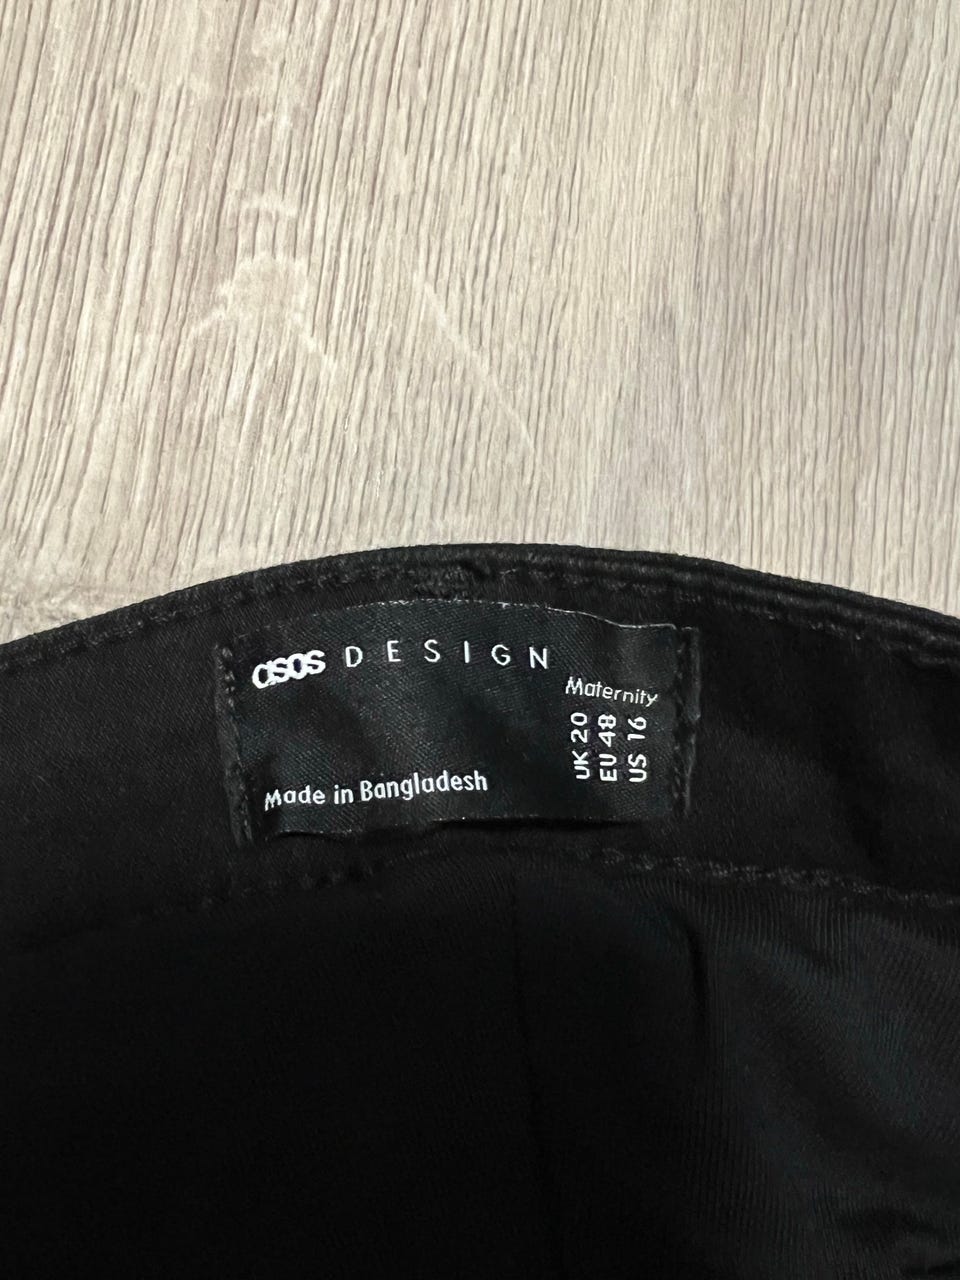 asos DESIGN
Maternity
UK 20
EU 48
US 16
Made in Bangladesh